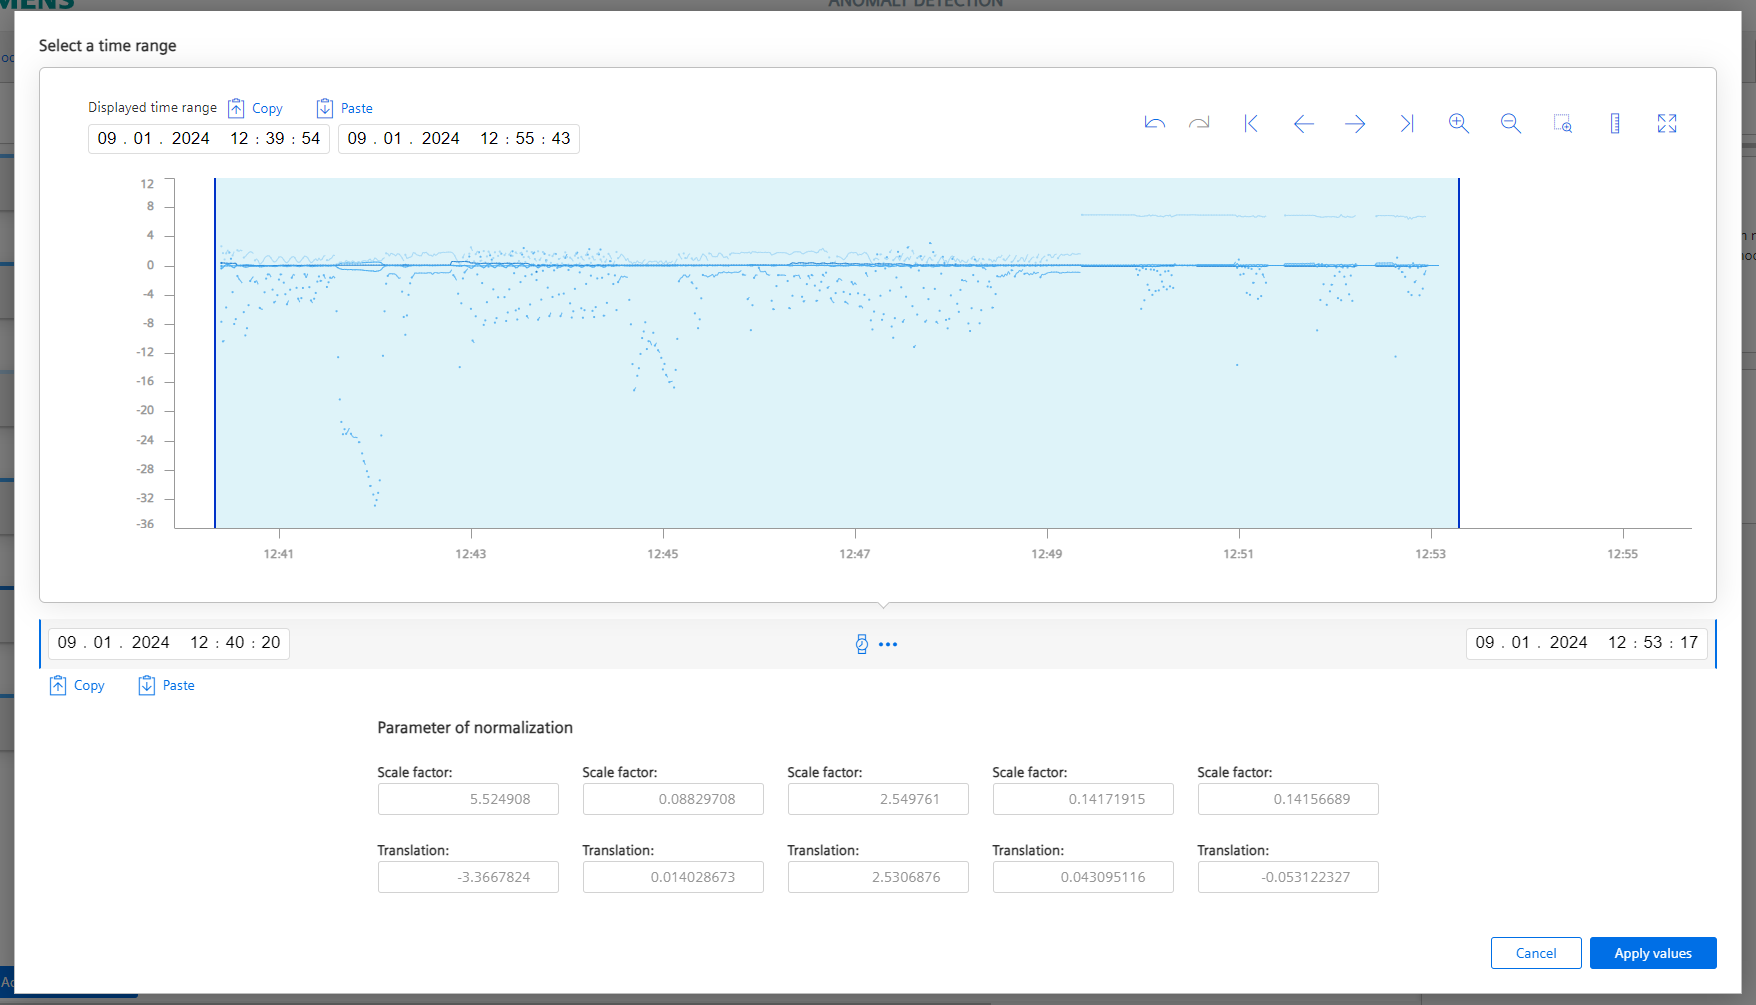 MENS
ANOMALY DETECTION
Select a time range
Displayed time range Copy Paste
09 . 01 . 2024 12 : 39 : 54 09 . 01 . 2024 12 : 55 : 43
12
8
4
0
-4
-8
-12
-16
-20
-24
-28
-32
-36
12:41 12:43 12:45 12:47 12:49 12:51 12:53 12:55
09 . 01 . 2024 12 : 40 : 20 09 . 01 . 2024 12 : 53 : 17
Copy Paste
Parameter of normalization
Scale factor: Scale factor: Scale factor: Scale factor: Scale factor:
5.524908 0.08829708 2.549761 0.14171915 0.14156689
Translation: Translation: Translation: Translation: Translation:
-3.3667824 0.014028673 2.5306876 0.043095116 -0.053122327
Cancel Apply values